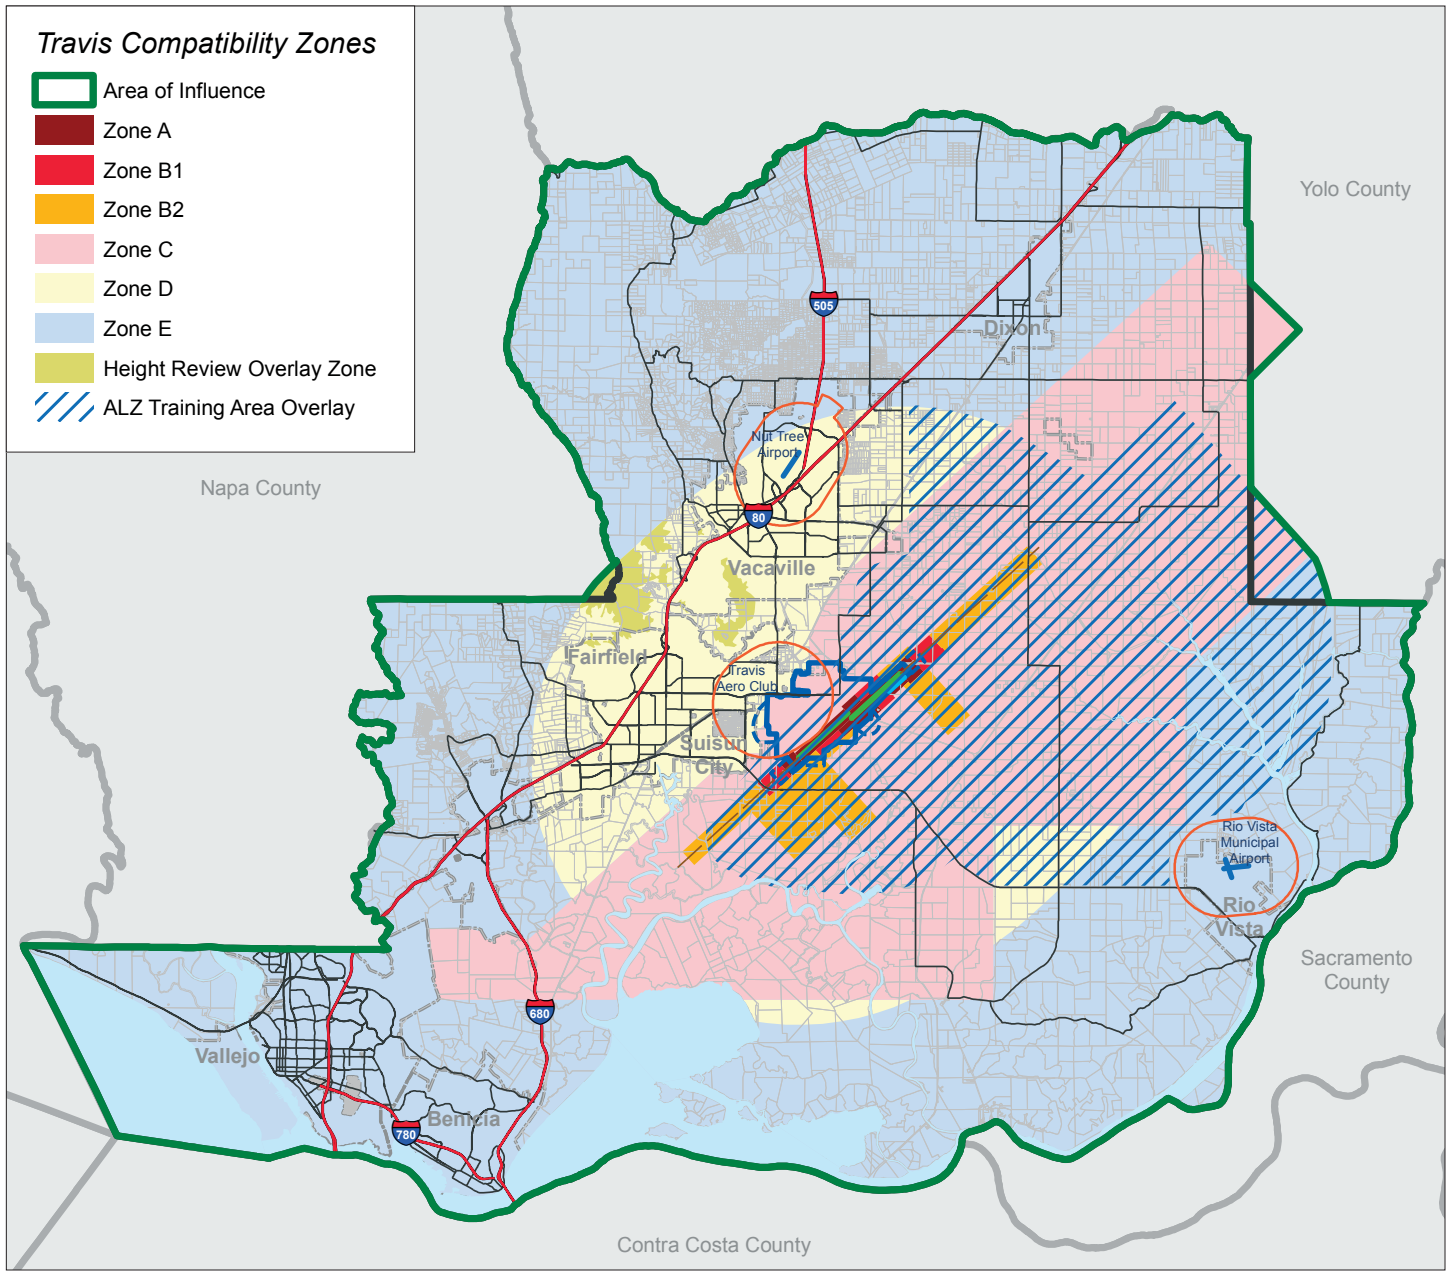 Travis Compatibility Zones
Area of Influence
Zone A
Zone B1
Zone B2
Zone C
Zone D
Zone E
Height Review Overlay Zone
ALZ Training Area Overlay
Yolo County
505
Dixon
Nut Tree
Airport
Napa County
80
Vacaville
Fairfield
Travis
Aero Club
Suisun
City
Rio Vista
Municipal
Airport
Rio
Vista
Sacramento
County
680
Vallejo
Benicia
780
Contra Costa County